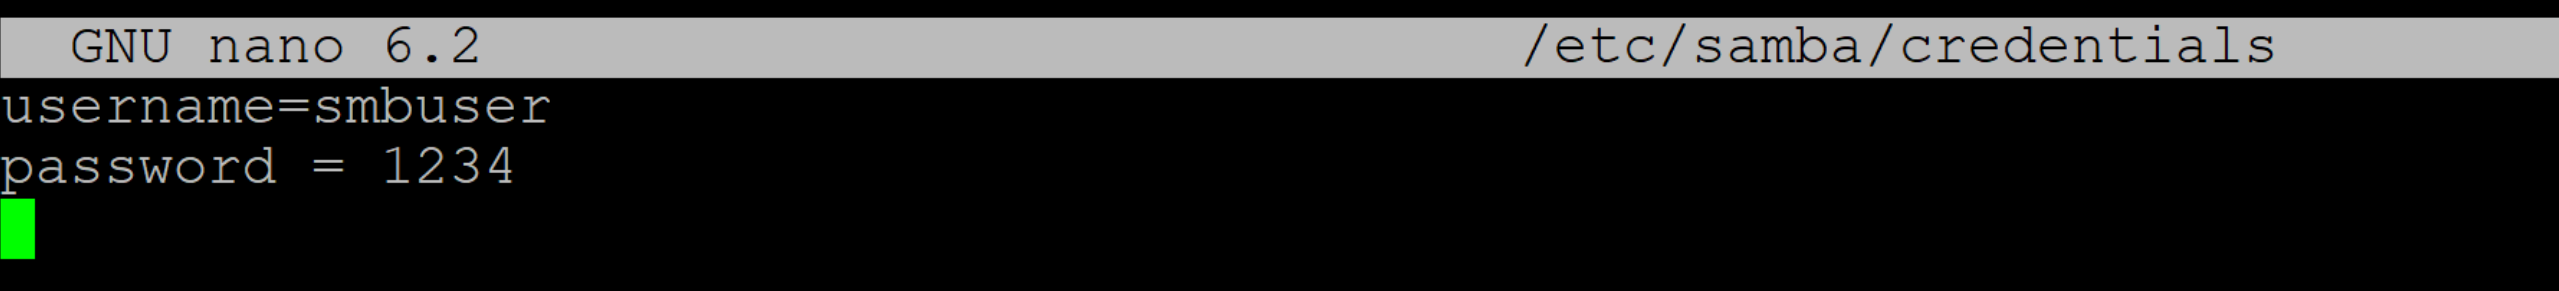 GNU nano 6.2 /etc/samba/credentials
username=smbuser
password = 1234